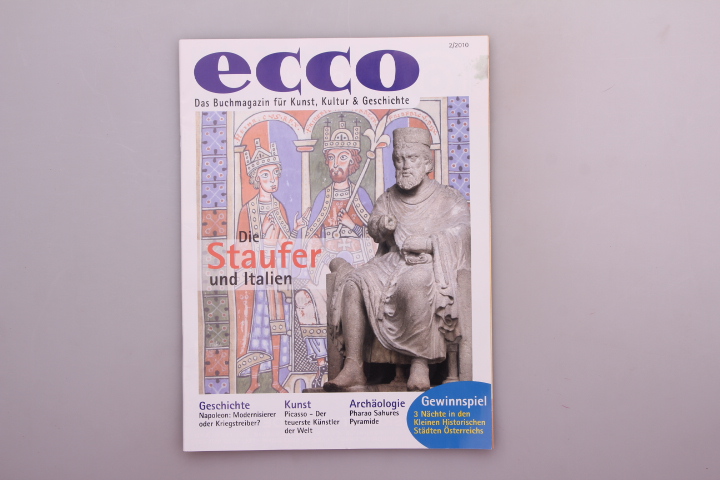 ecco
2/2010
Das Buchmagazin für Kunst, Kultur & Geschichte
Die
Staufer
und Italien
Geschichte
Napoleon: Modernisierer
oder Kriegstreiber?
Kunst
Picasso - Der
teuerste Künstler
der Welt
Archäologie
Pharao Sahures
Pyramide
Gewinnspiel
3 Nächte in den
Kleinen Historischen
Städten Österreichs